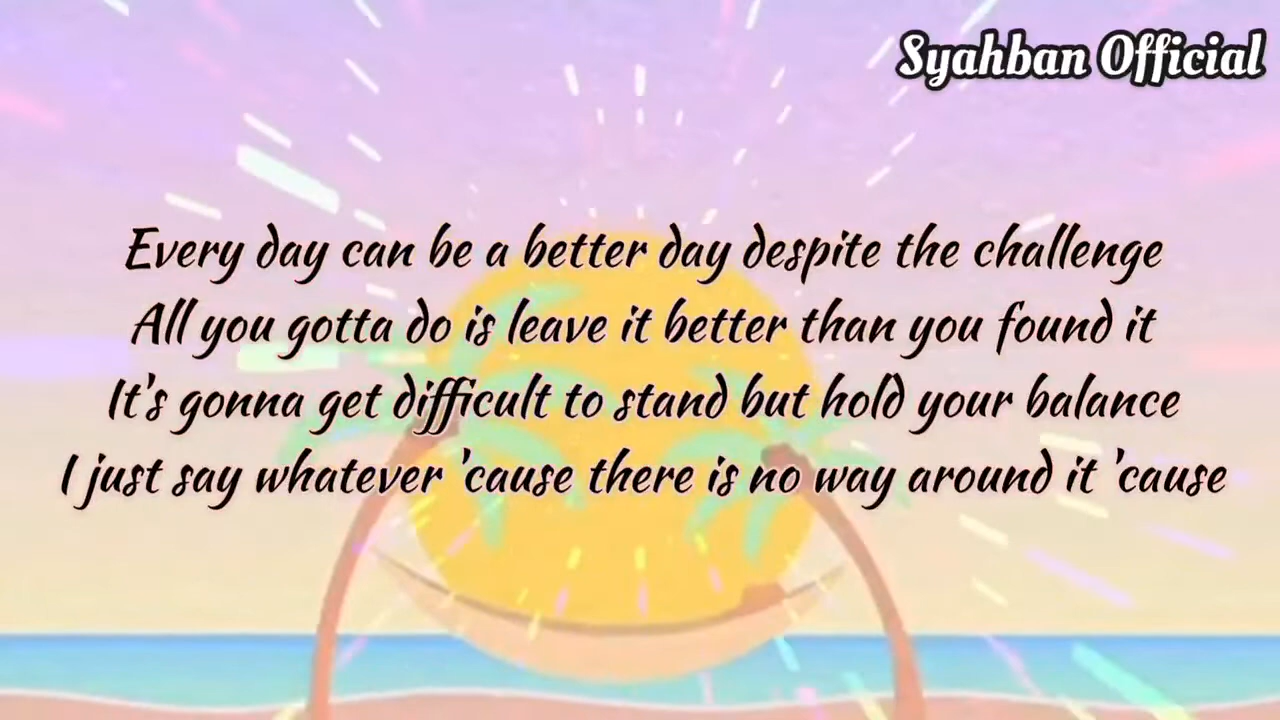 Syahban Official
Every day can be a better day despite the challenge
All you gotta do is leave it better than you found it
It's gonna get difficult to stand but hold your balance
I just say whatever 'cause there is no way around it 'cause